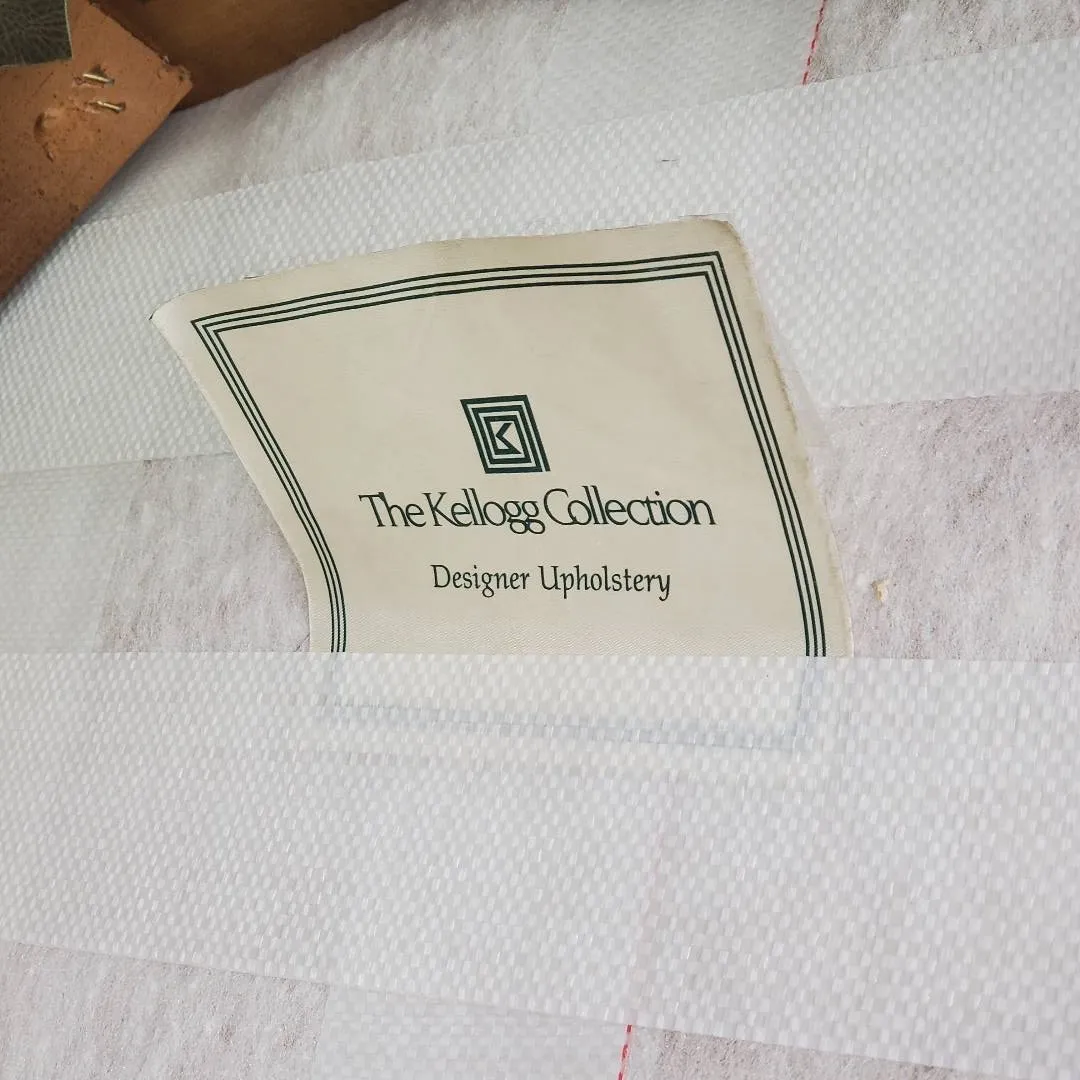 K
The Kellogg Collection
Designer Upholstery